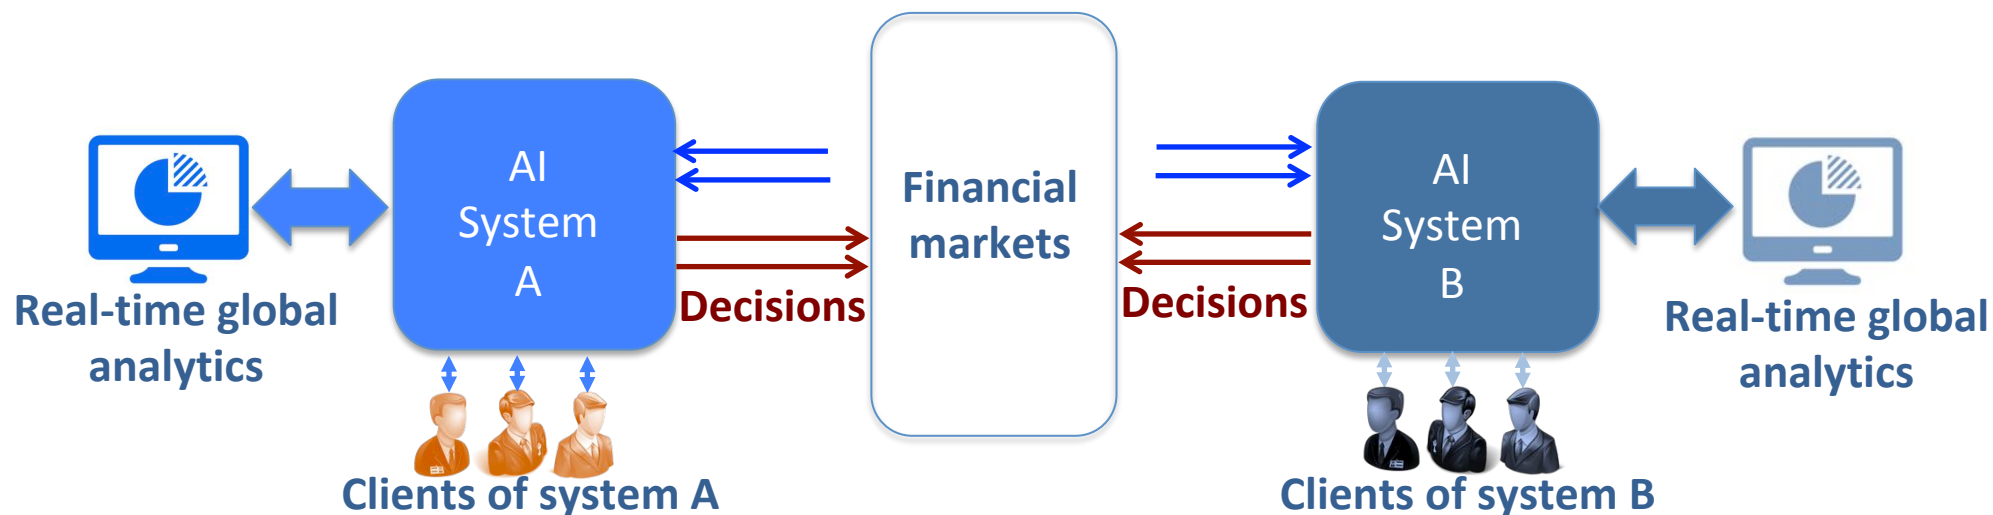 AI
System
A
Financial
markets
AI
System
B
Decisions
Decisions
Real-time global
analytics
Real-time global
analytics
Clients of system A
Clients of system B